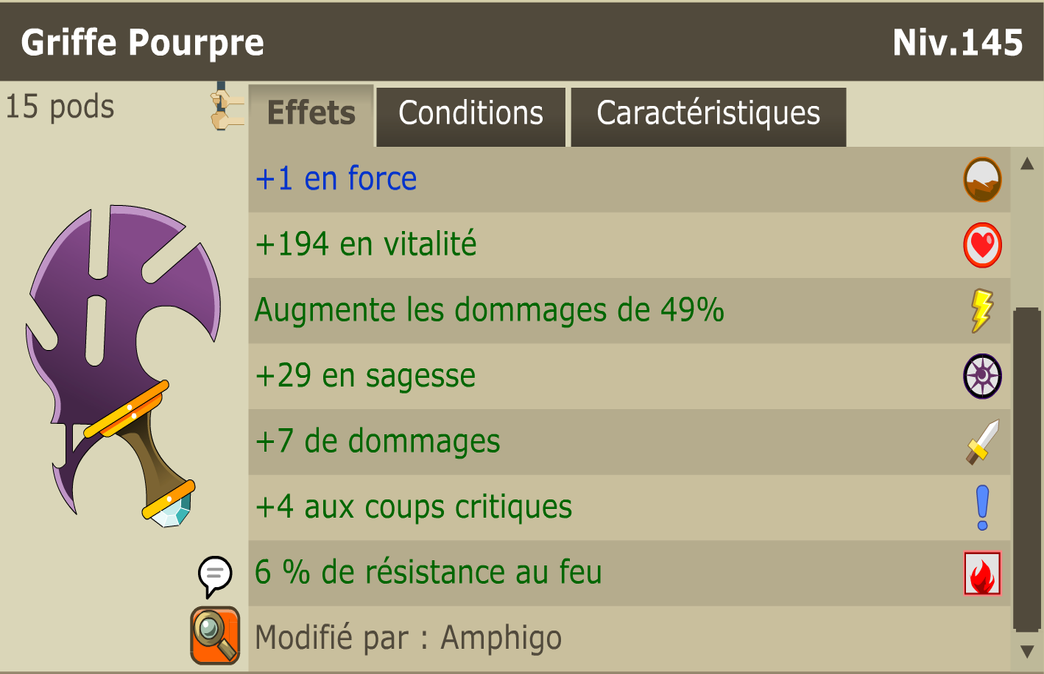 Griffe Pourpre Niv.145
15 pods Effets Conditions Caractéristiques
+1 en force
+194 en vitalité
Augmente les dommages de 49%
+29 en sagesse
+7 de dommages
+4 aux coups critiques
6 % de résistance au feu
Modifié par : Amphigo